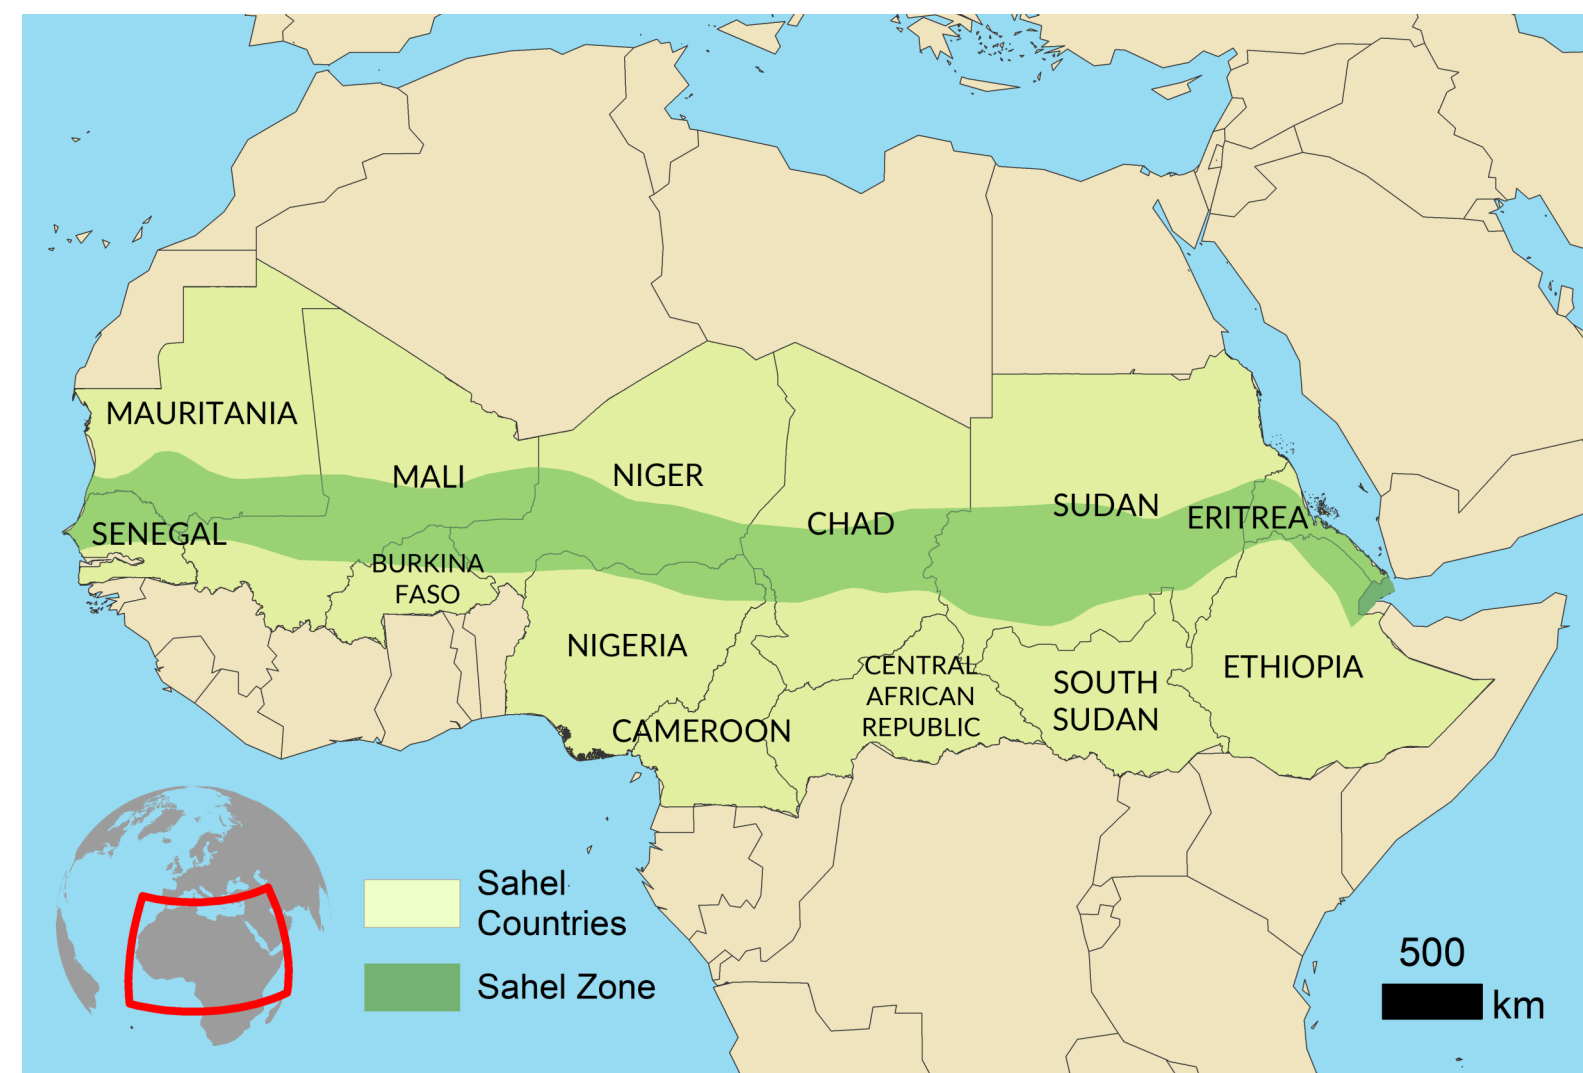 MAURITANIA
MALI
NIGER
CHAD
SUDAN
ERITREA
SENEGAL
BURKINA
FASO
NIGERIA
CENTRAL
AFRICAN
REPUBLIC
SOUTH
SUDAN
ETHIOPIA
CAMEROON
Sahel
Countries
Sahel Zone
500
km